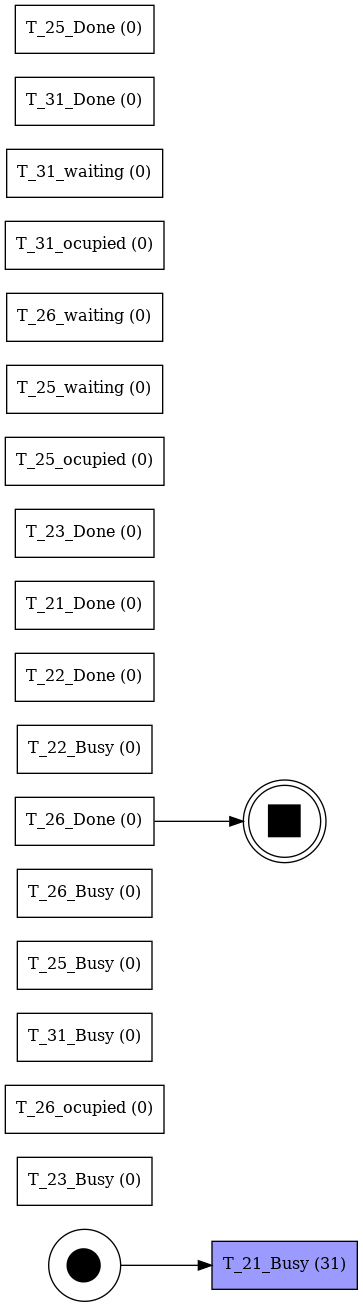 T_25_Done (0)
T_31_Done (0)
T_31_waiting (0)
T_31_ocupied (0)
T_26_waiting (0)
T_25_waiting (0)
T_25_ocupied (0)
T_23_Done (0)
T_21_Done (0)
T_22_Done (0)
T_22_Busy (0)
T_26_Done (0)
T_26_Busy (0)
T_25_Busy (0)
T_31_Busy (0)
T_26_ocupied (0)
T_23_Busy (0)
T_21_Busy (31)